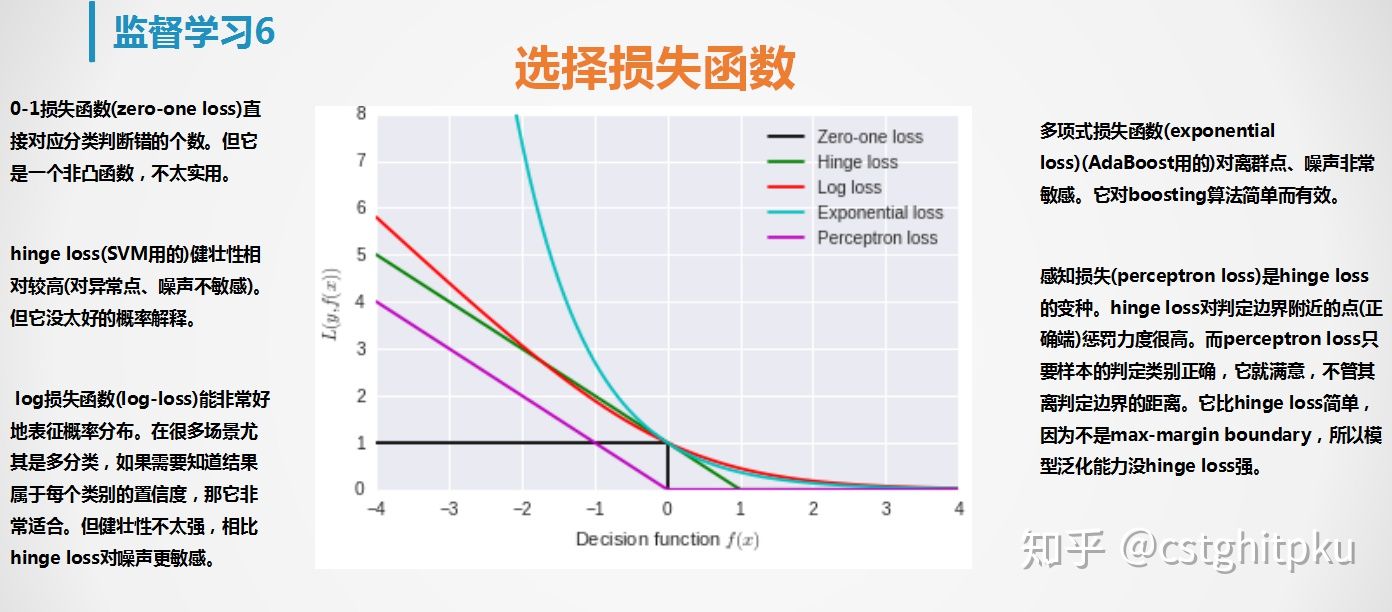 监督学习6
选择损失函数
0-1损失函数(zero-one loss)直
接对应分类判断错的个数。但它
是一个非凸函数，不太实用。
hinge loss(SVM用的)健壮性相
对较高(对异常点、噪声不敏感)。
但它没太好的概率解释。
log损失函数(log-loss)能非常好
地表征概率分布。在很多场景尤
其是多分类，如果需要知道结果
属于每个类别的置信度，那它非
常适合。但健壮性不太强，相比
hinge loss对噪声更敏感。
8
7
6
5
4
3
2
1
0
L(y,f(x))
Zero-one loss
Hinge loss
Log loss
Exponential loss
Perceptron loss
−4 −3 −2 −1 0 1 2 3 4
Decision function f(x)
多项式损失函数(exponential
loss)(AdaBoost用的)对离群点、噪声非常
敏感。它对boosting算法简单而有效。
感知损失(perceptron loss)是hinge loss
的变种。hinge loss对判定边界附近的点(正
确端)惩罚力度很高。而perceptron loss只
要样本的判定类别正确，它就满意，不管其
离判定边界的距离。它比hinge loss简单，
因为不是max-margin boundary，所以模
型泛化能力没hinge loss强。
知乎 @cstghitpku